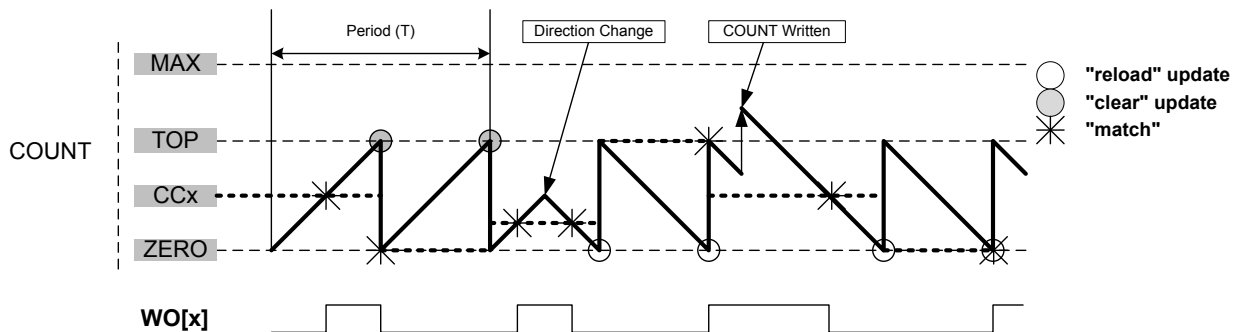 Period (T)
Direction Change
COUNT Written
MAX
"reload" update
"clear" update
TOP
"match"
COUNT
CCx
ZERO
WO[x]